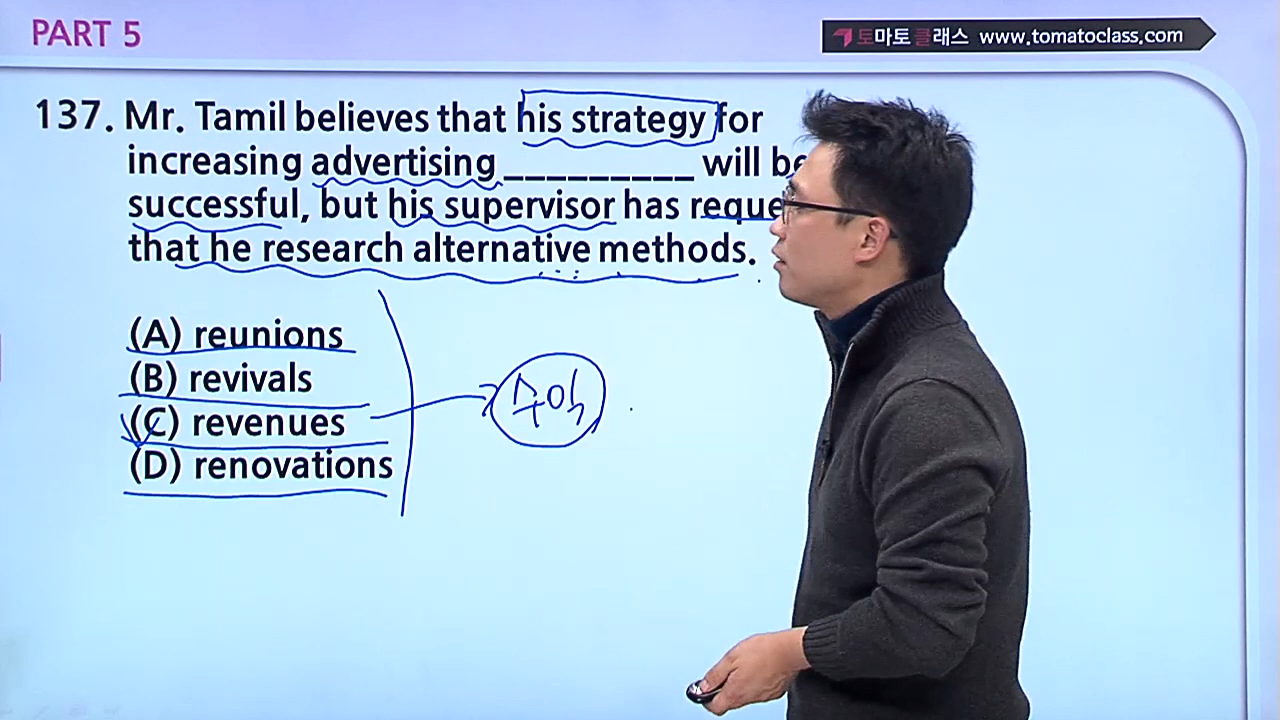 PART 5
토마토 클래스 www.tomatoclass.com
137. Mr. Tamil believes that his strategy for
increasing advertising _________ will be
successful, but his supervisor has reque
that he research alternative methods.
(A) reunions
(B) revivals
(C) revenues
(D) renovations
수익